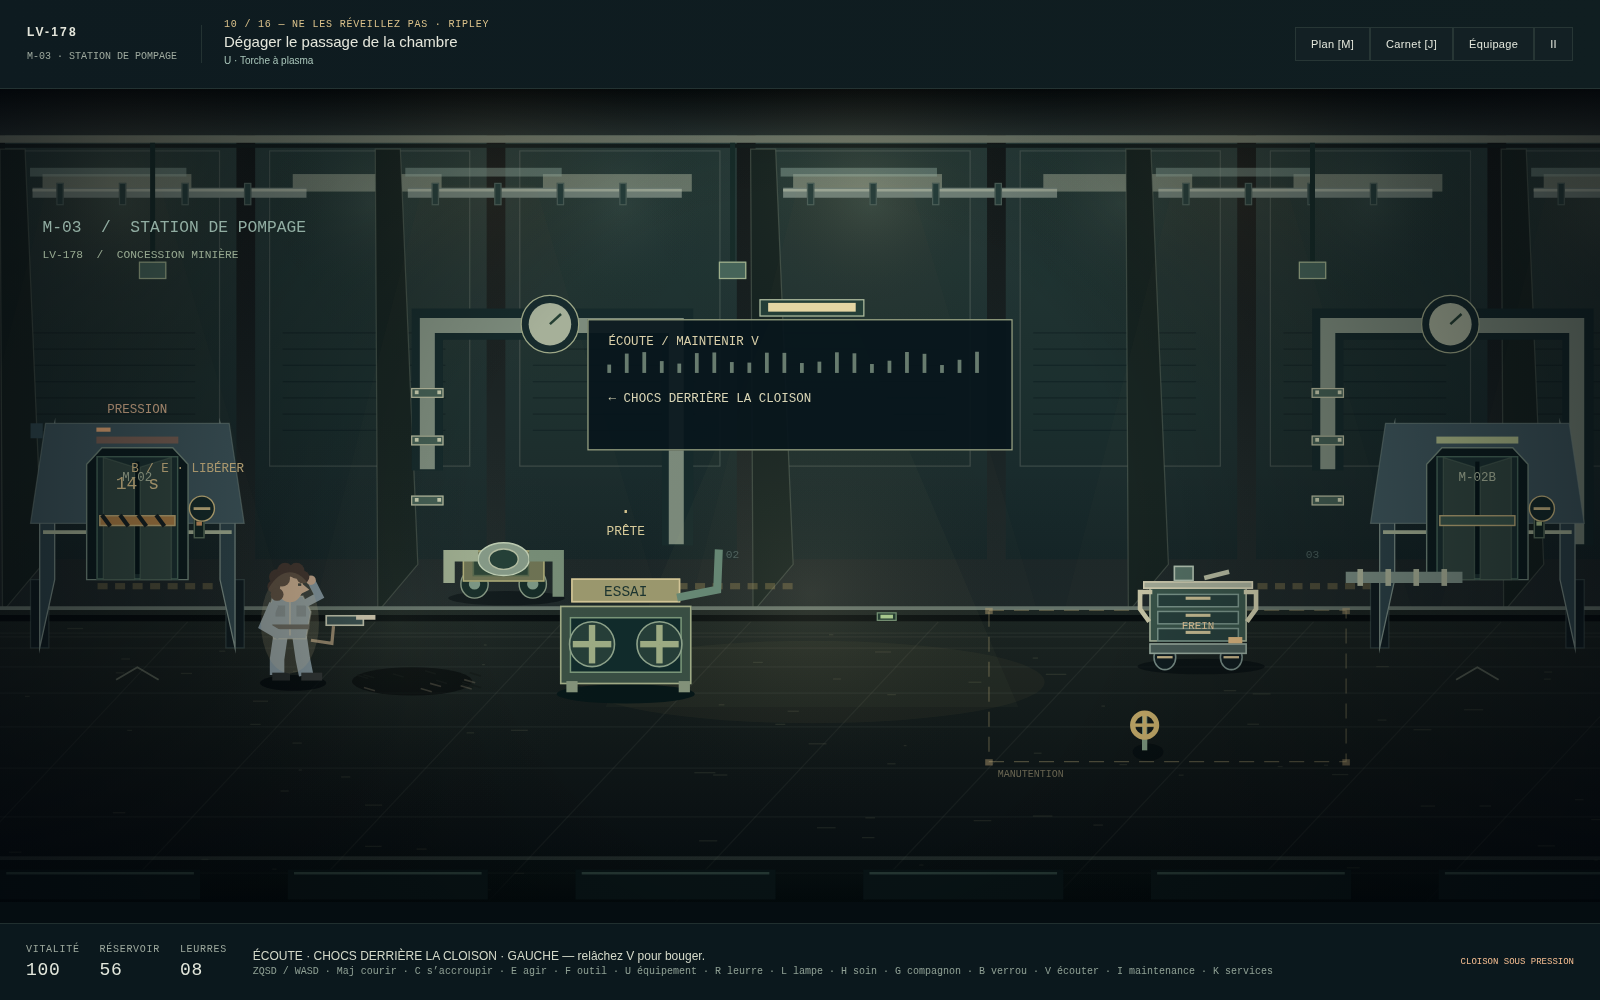 LV-178
M-03 · STATION DE POMPAGE
10 / 16 — NE LES RÉVEILLEZ PAS · RIPLEY
Dégager le passage de la chambre
U · Torche à plasma
Plan [M]
Carnet [J]
Équipage
II
M-03 / STATION DE POMPAGE
LV-178 / CONCESSION MINIÈRE
ÉCOUTE / MAINTENIR V
← CHOCS DERRIÈRE LA CLOISON
PRESSION
B / E · LIBÉRER
M-02
14 s
M-02B
PRÊTE
02
03
ESSAI
FREIN
MANUTENTION
VITALITÉ
100
RÉSERVOIR
56
LEURRES
08
ÉCOUTE · CHOCS DERRIÈRE LA CLOISON · GAUCHE — relâchez V pour bouger.
ZQSD / WASD · Maj courir · C s’accroupir · E agir · F outil · U équipement · R leurre · L lampe · H soin · G compagnon · B verrou · V écouter · I maintenance · K services
CLOISON SOUS PRESSION